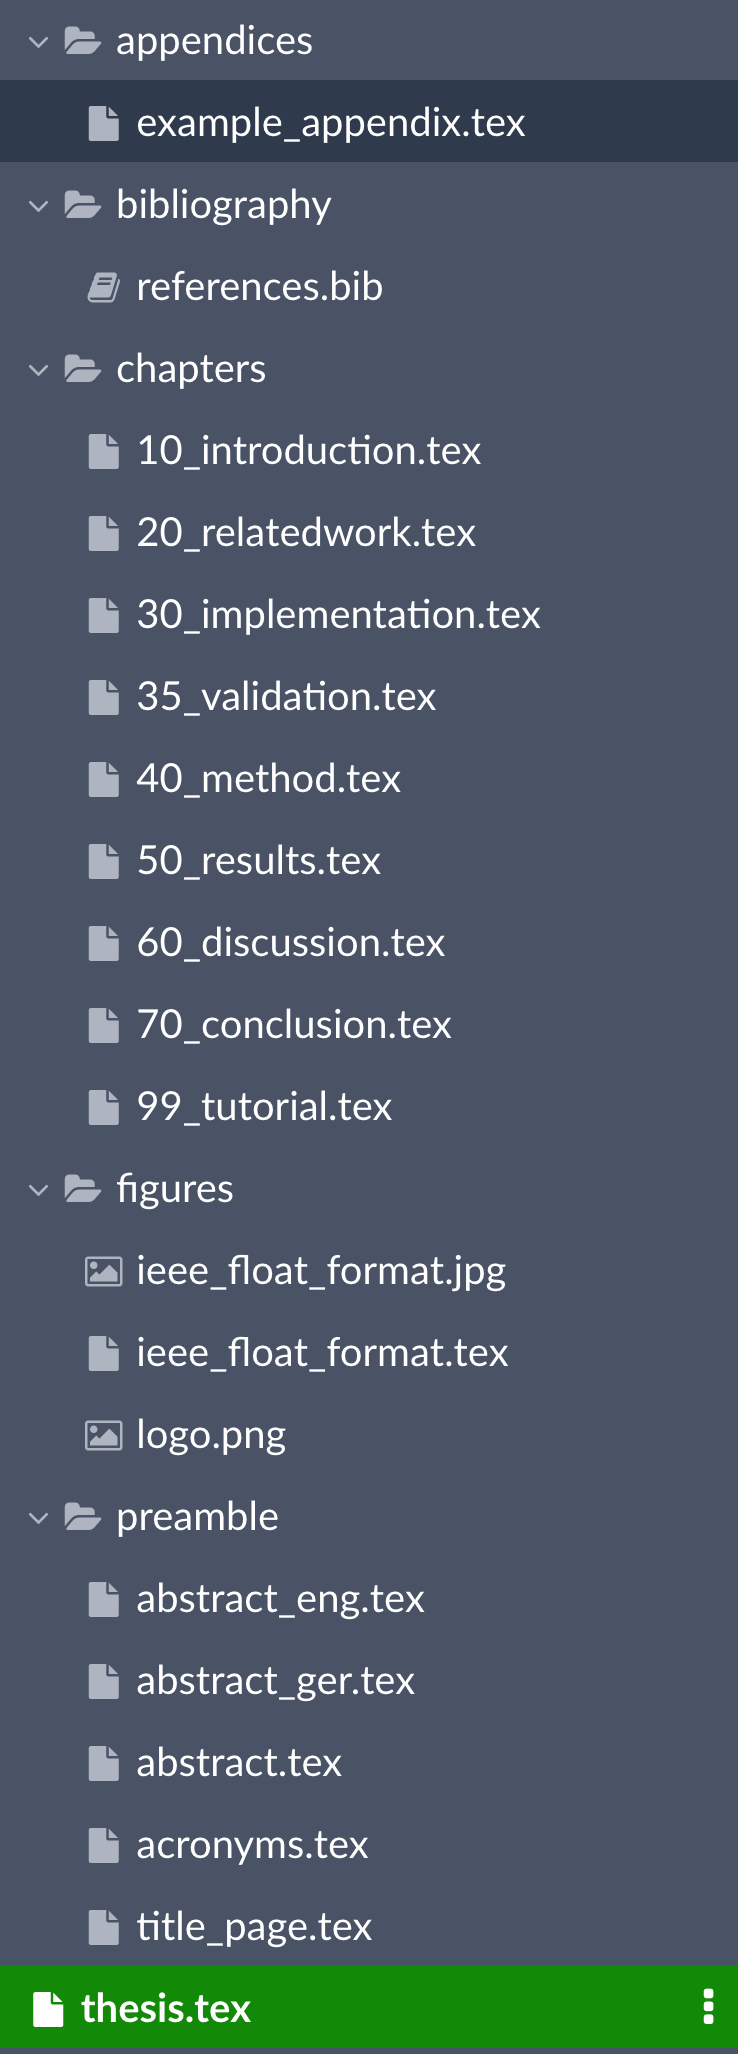 appendices
example_appendix.tex
bibliography
references.bib
chapters
10_introduction.tex
20_relatedwork.tex
30_implementation.tex
35_validation.tex
40_method.tex
50_results.tex
60_discussion.tex
70_conclusion.tex
99_tutorial.tex
figures
ieee_float_format.jpg
ieee_float_format.tex
logo.png
preamble
abstract_eng.tex
abstract_ger.tex
abstract.tex
acronyms.tex
title_page.tex
thesis.tex